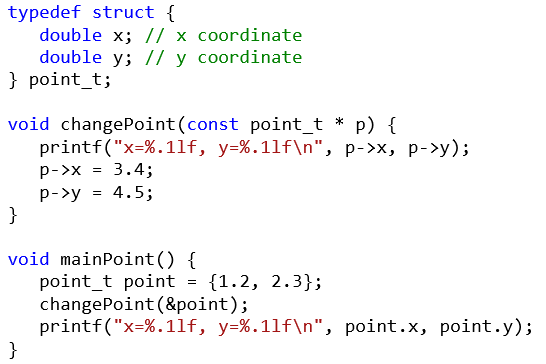 typedef struct {
    double x; // x coordinate
    double y; // y coordinate
} point_t;

void changePoint(const point_t * p) {
    printf("x=%.1lf, y=%.1lf\n", p->x, p->y);
    p->x = 3.4;
    p->y = 4.5;
}

void mainPoint() {
    point_t point = {1.2, 2.3};
    changePoint(&point);
    printf("x=%.1lf, y=%.1lf\n", point.x, point.y);
}